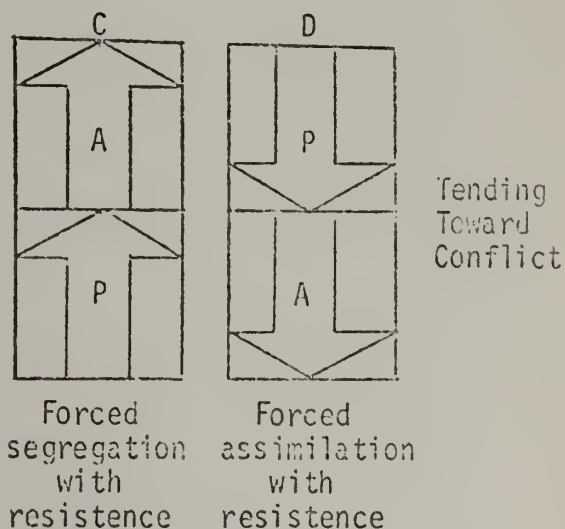 C D
A P
P A
Tending
Toward
Conflict
Forced Forced
segregation assimilation
with with
resistence resistence